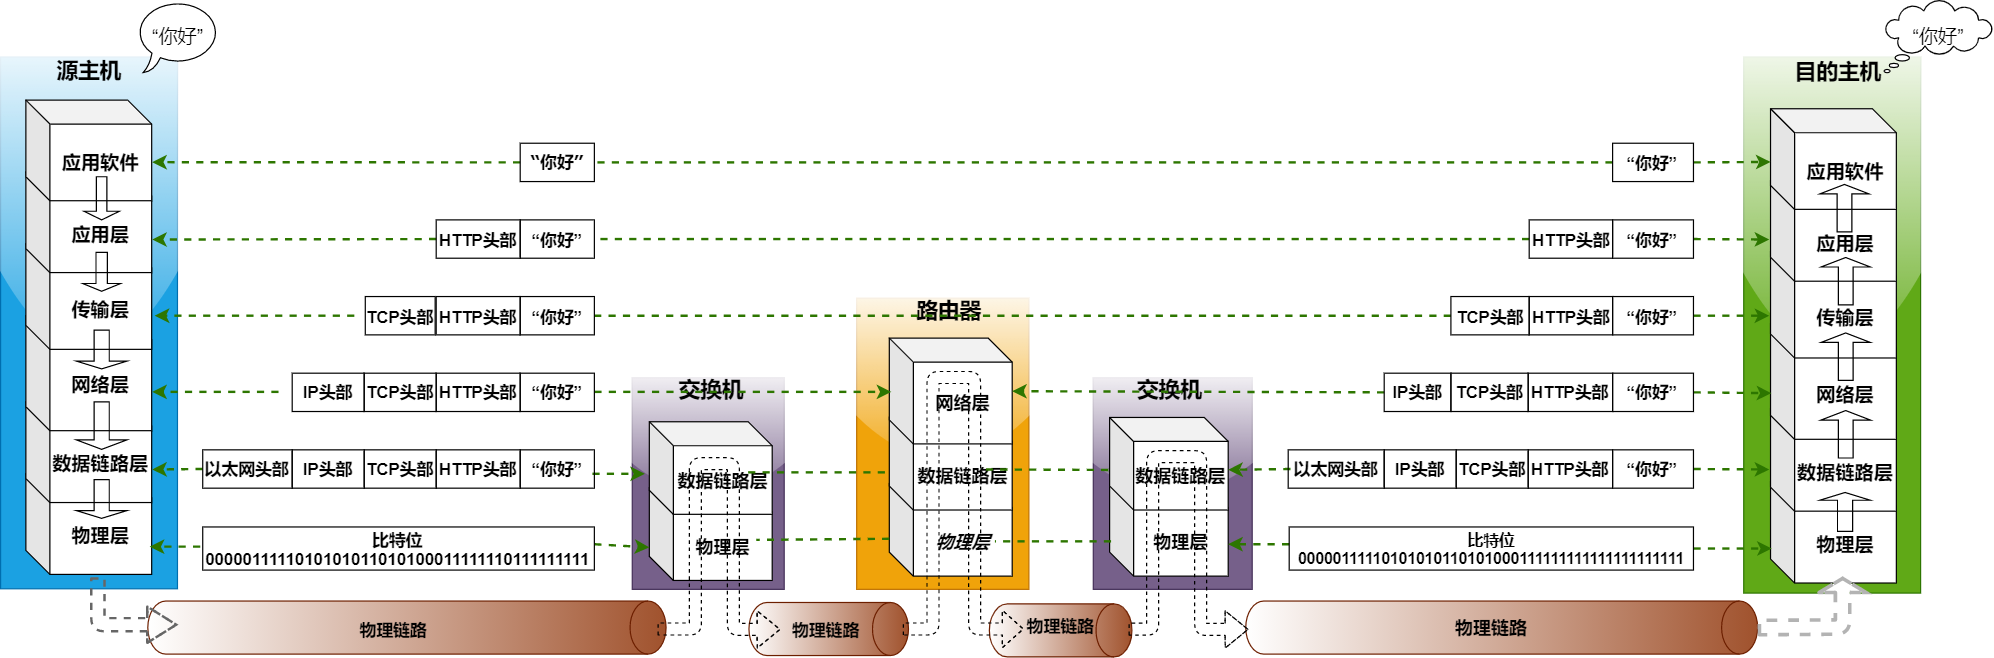 “你好”
“你好”
源主机
目的主机
应用软件
“你好”
“你好”
应用软件
应用层
HTTP头部
“你好”
HTTP头部
“你好”
应用层
传输层
TCP头部
HTTP头部
“你好”
路由器
TCP头部
HTTP头部
“你好”
传输层
网络层
IP头部
TCP头部
HTTP头部
“你好”
交换机
网络层
交换机
IP头部
TCP头部
HTTP头部
“你好”
网络层
数据链路层
以太网头部
IP头部
TCP头部
HTTP头部
“你好”
数据链路层
数据链路层
数据链路层
以太网头部
IP头部
TCP头部
HTTP头部
“你好”
数据链路层
物理层
比特位
000001111101010101101010001111111101111111111
物理层
物理层
物理层
比特位
000001111101010101101010001111111111111111111
物理层
物理链路
物理链路
物理链路
物理链路